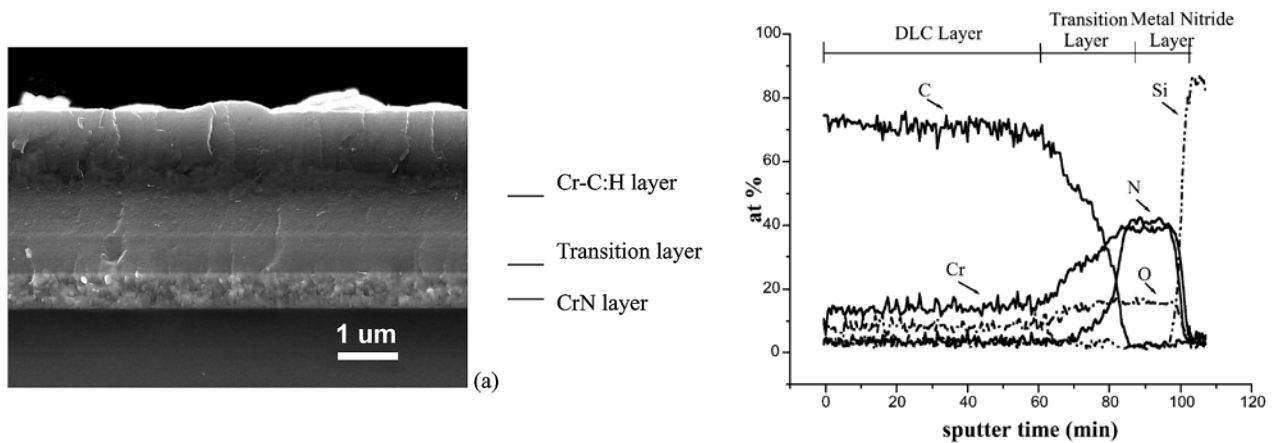 Cr-C:H layer
Transition layer
CrN layer
1 um
(a)
Transition Metal Nitride
DLC Layer
Layer
Layer
C
Si
N
Cr
O
100
80
60
40
20
0
at %
0
20
40
60
80
100
120
sputter time (min)